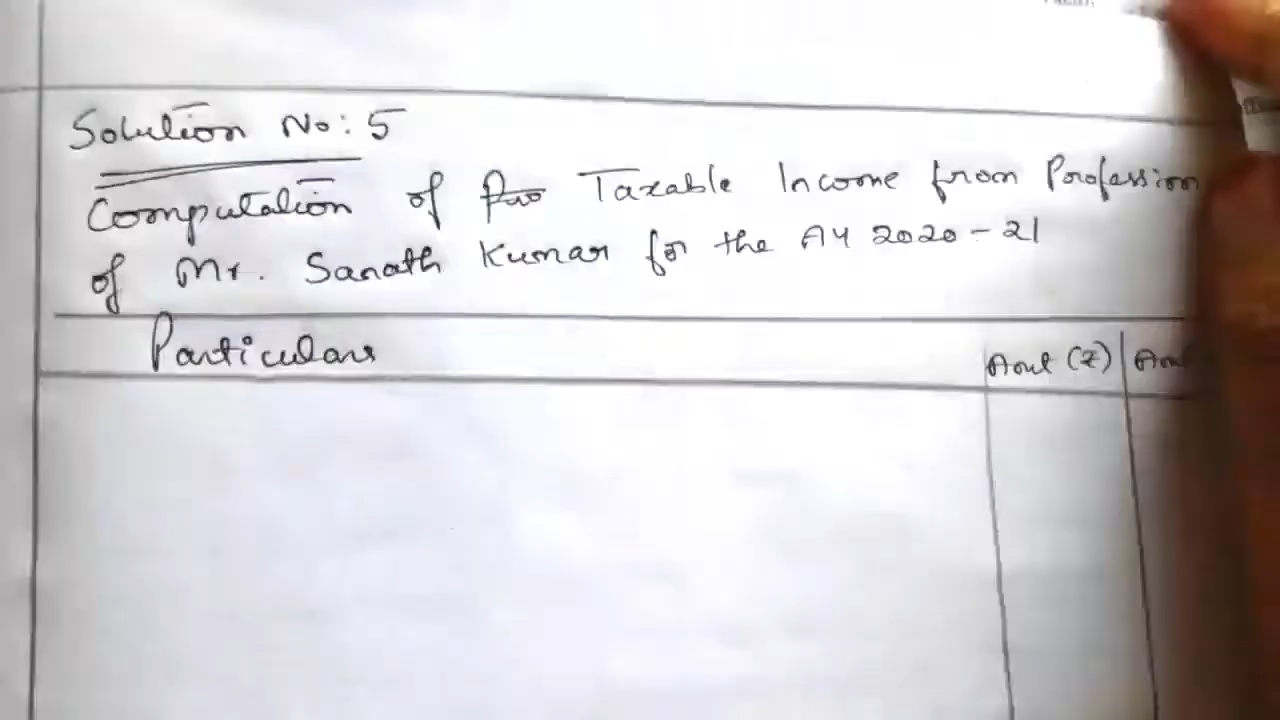 Solution No: 5
Computation of Taxable Income from Profession
of Mr. Sanath Kumar for the AY 2020-21
Particulars Amt (₹)